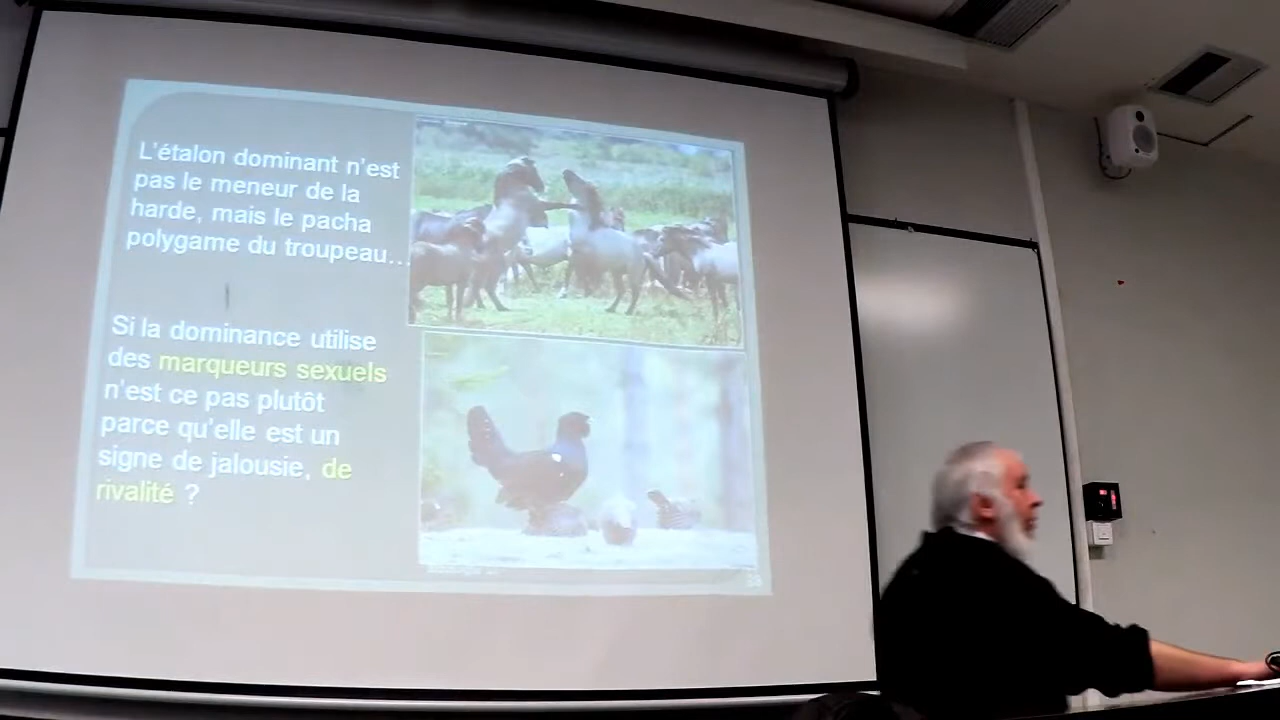 L'étalon dominant n'est
pas le meneur de la
harde, mais le pacha
polygame du troupeau...
Si la dominance utilise
des marqueurs sexuels
n'est ce pas plutôt
parce qu'elle est un
signe de jalousie, de
rivalité ?